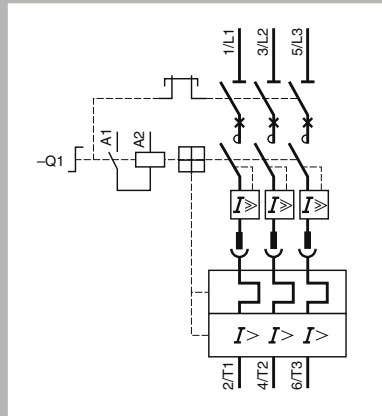 1/L1 3/L2 5/L3
A1 A2
–Q1
I> I> I>
I> I> I>
2/T1 4/T2 6/T3